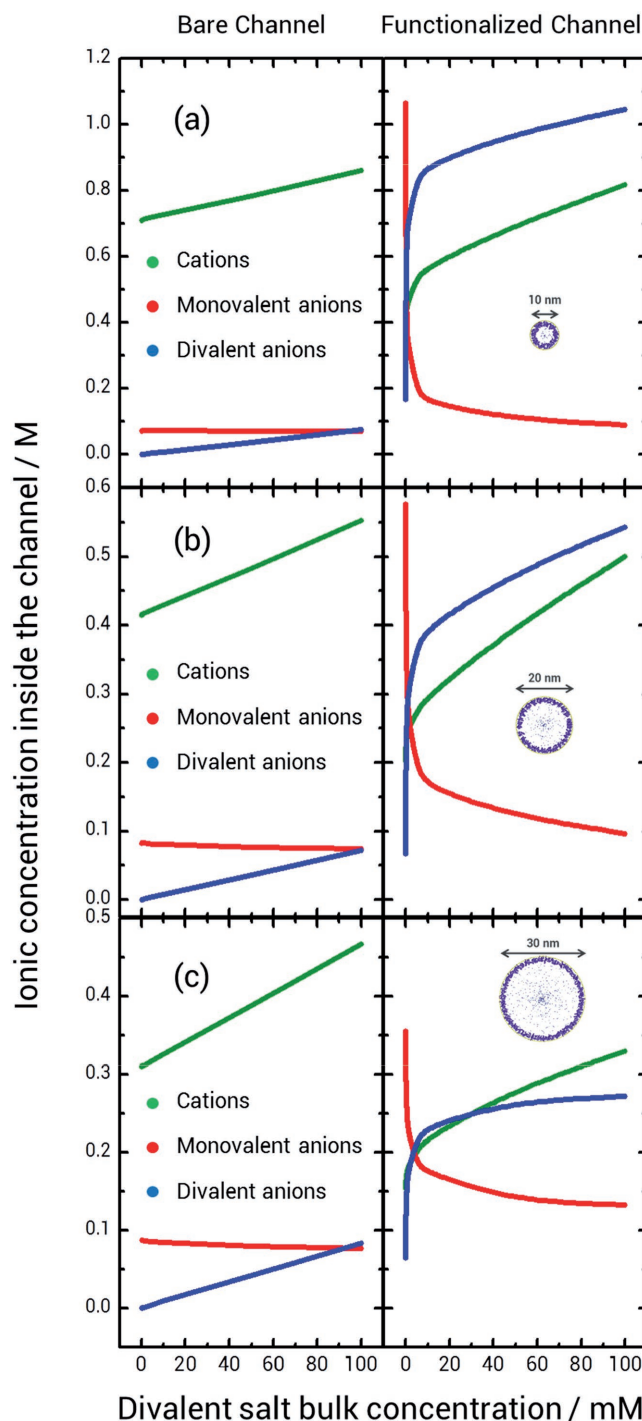 Bare Channel
Functionalized Channel
Ionic concentration inside the channel / M
1.2
1.0
0.8
0.6
0.4
0.2
0.0
(a)
Cations
Monovalent anions
Divalent anions
10 nm
0.6
0.5
0.4
0.3
0.2
0.1
0.0
(b)
Cations
Monovalent anions
Divalent anions
20 nm
0.5
0.4
0.3
0.2
0.1
0.0
(c)
Cations
Monovalent anions
Divalent anions
30 nm
0 20 40 60 80 100
0 20 40 60 80 100
Divalent salt bulk concentration / mM